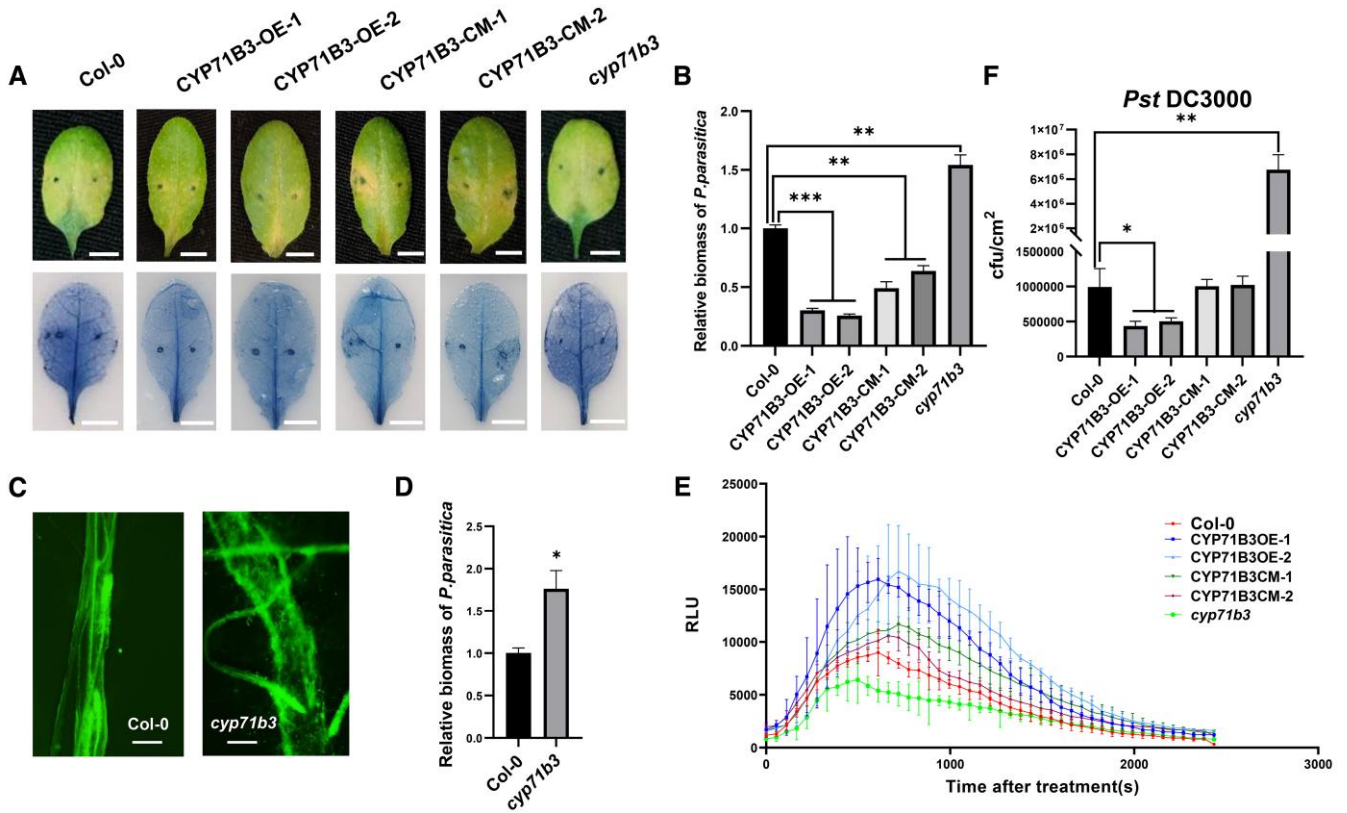 A
Col-0
CYP71B3-OE-1
CYP71B3-OE-2
CYP71B3-CM-1
CYP71B3-CM-2
cyp71b3
B
Relative biomass of P.parasitica
2.0
1.5
1.0
0.5
0.0
**
**
***
Col-0
CYP71B3-OE-1
CYP71B3-OE-2
CYP71B3-CM-1
CYP71B3-CM-2
cyp71b3
F
Pst DC3000
cfu/cm²
1×10⁷
8×10⁶
6×10⁶
4×10⁶
2×10⁶
1500000
1000000
500000
0
**
*
Col-0
CYP71B3-OE-1
CYP71B3-OE-2
CYP71B3-CM-1
CYP71B3-CM-2
cyp71b3
C
Col-0
cyp71b3
D
Relative biomass of P.parasitica
2.5
2.0
1.5
1.0
0.5
0.0
*
Col-0
cyp71b3
E
RLU
25000
20000
15000
10000
5000
0
0
1000
2000
3000
Time after treatment(s)
Col-0
CYP71B3OE-1
CYP71B3OE-2
CYP71B3CM-1
CYP71B3CM-2
cyp71b3